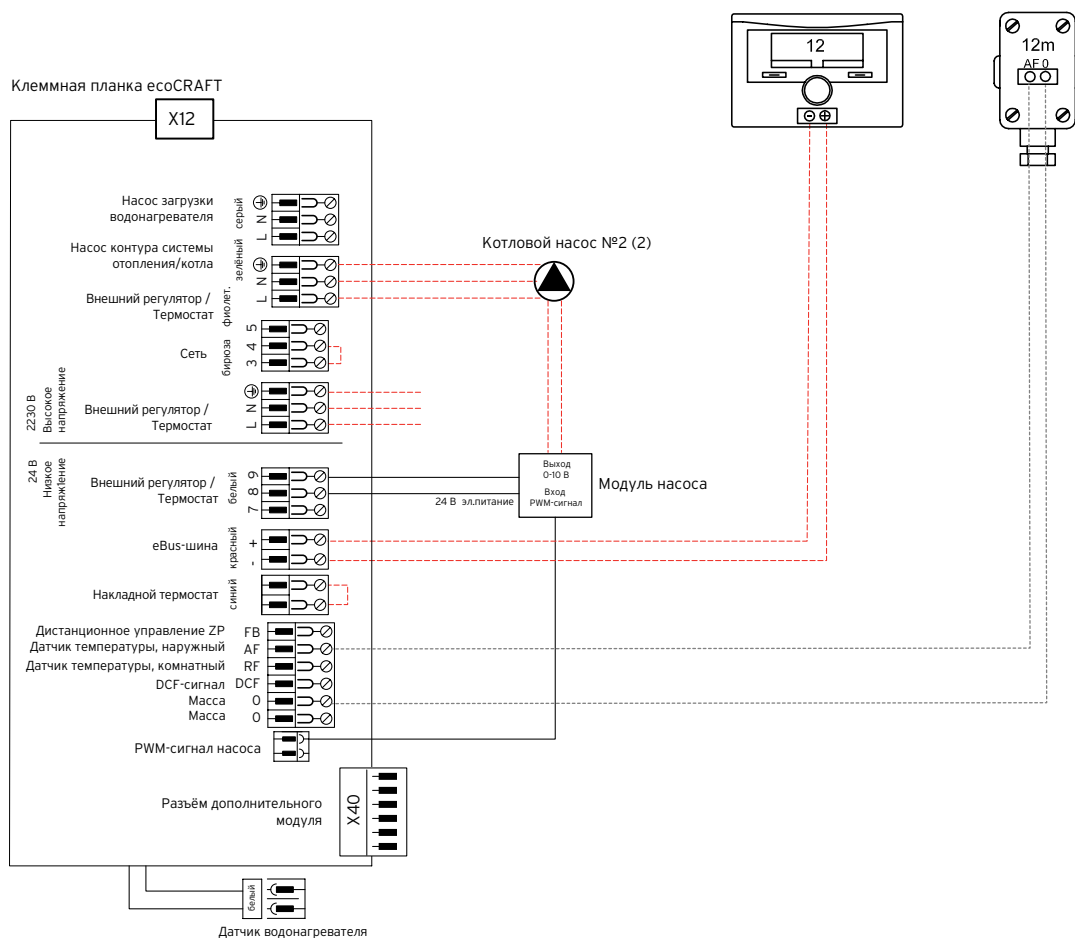 12
12m
AF 0
Клеммная планка ecoCRAFT
X12
Насос загрузки
водонагревателя
серый
N
L
Котловой насос №2 (2)
Насос контура системы
отопления/котла
зелёный
N
L
Внешний регулятор /
Термостат
фиолет.
5
4
3
Сеть
бирюза
2230 В
Высокое
напряжение
Внешний регулятор /
Термостат
N
L
24 В
Низкое
напряжение
Внешний регулятор /
Термостат
белый
9
8
7
24 В эл.питание
Выход
0-10 В
Вход
PWM-сигнал
Модуль насоса
eBus-шина
красный
+
-
Накладной термостат
синий
Дистанционное управление ZP FB
Датчик температуры, наружный AF
Датчик температуры, комнатный RF
DCF-сигнал DCF
Масса 0
Масса 0
PWM-сигнал насоса
Разъём дополнительного
модуля
X40
белый
Датчик водонагревателя